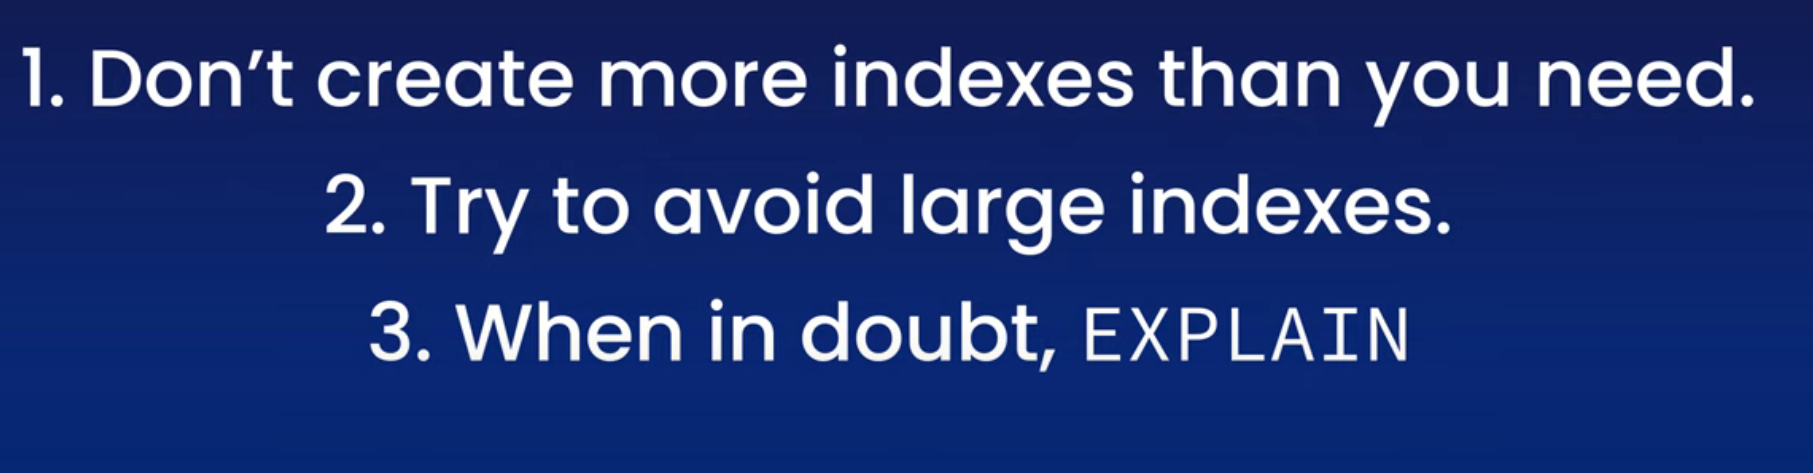 1. Don’t create more indexes than you need.
2. Try to avoid large indexes.
3. When in doubt, EXPLAIN